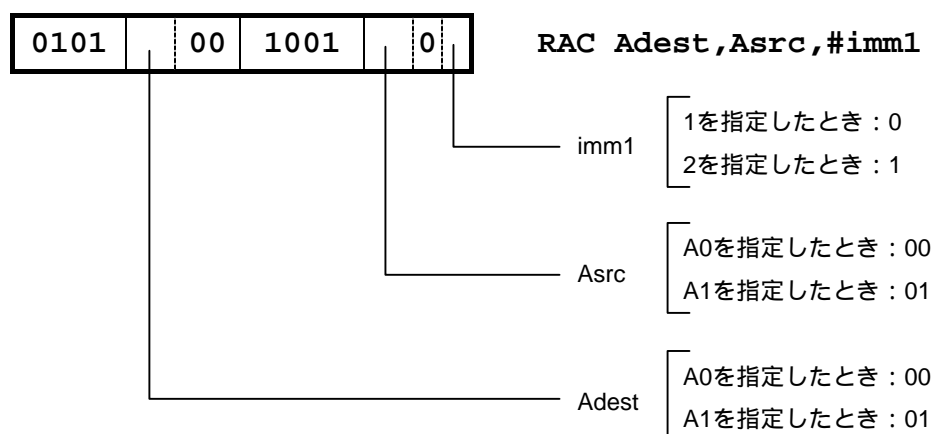 0101 00 1001 0 RAC Adest,Asrc,#imm1
imm1
1を指定したとき：0
2を指定したとき：1
Asrc
A0を指定したとき：00
A1を指定したとき：01
Adest
A0を指定したとき：00
A1を指定したとき：01